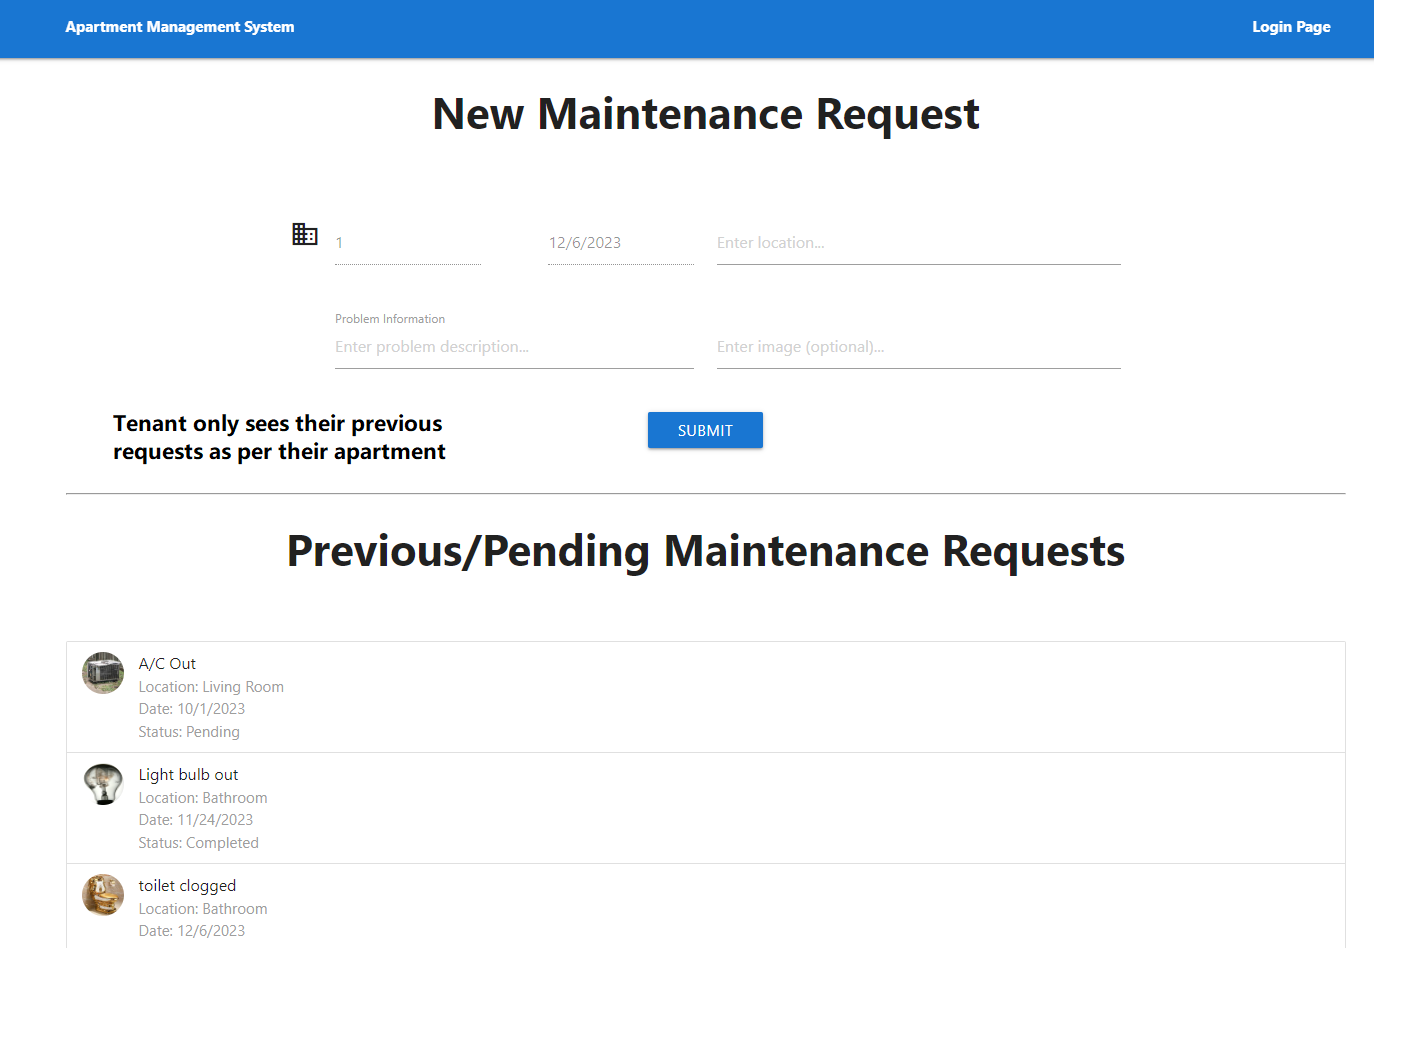 Apartment Management System
Login Page
New Maintenance Request
1
12/6/2023
Enter location...
Problem Information
Enter problem description...
Enter image (optional)...
Tenant only sees their previous
requests as per their apartment
SUBMIT
Previous/Pending Maintenance Requests
A/C Out
Location: Living Room
Date: 10/1/2023
Status: Pending
Light bulb out
Location: Bathroom
Date: 11/24/2023
Status: Completed
toilet clogged
Location: Bathroom
Date: 12/6/2023